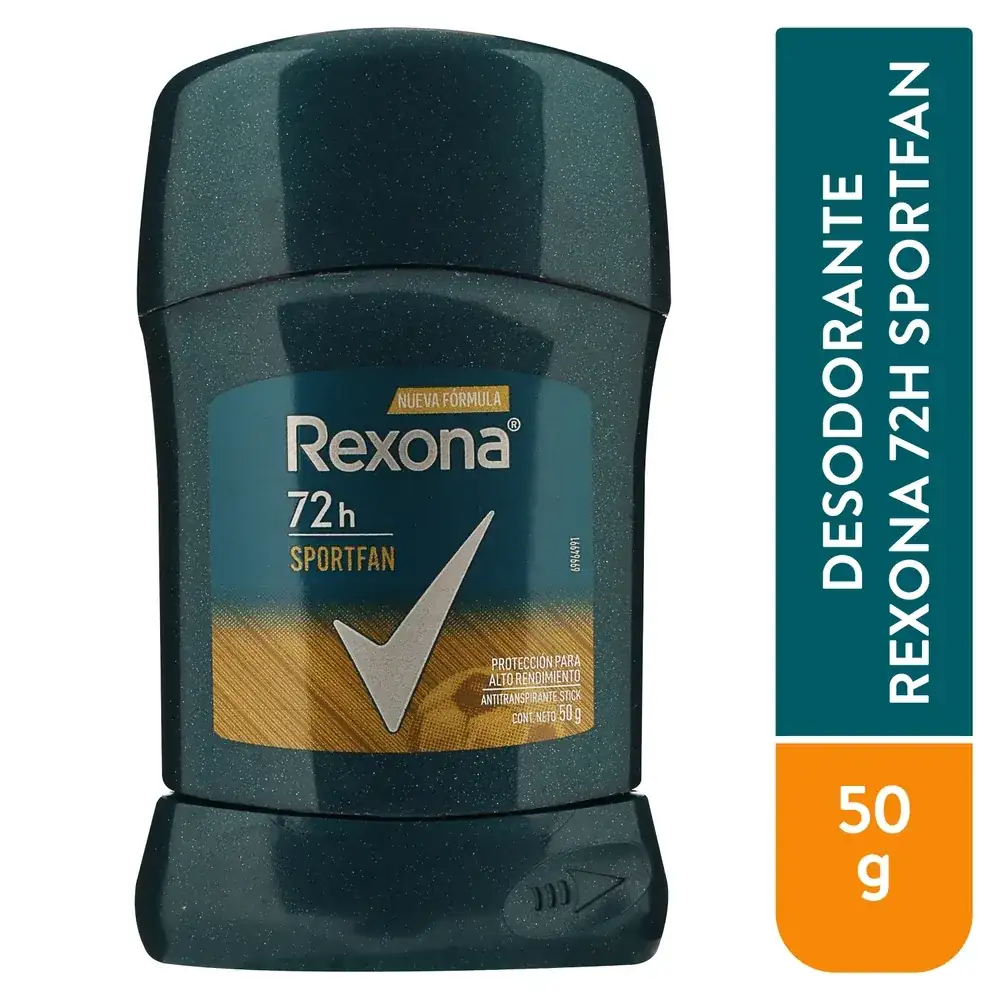 NUEVA FÓRMULA
Rexona®
72h
SPORTFAN
69964991
PROTECCIÓN PARA
ALTO RENDIMIENTO
ANTITRANSPIRANTE STICK
CONT. NETO 50 g
DESODORANTE
REXONA 72H SPORTFAN
50
g